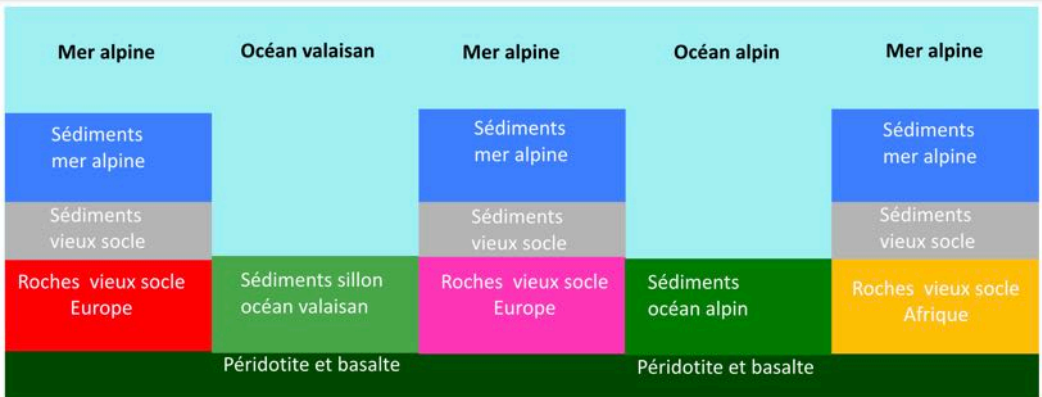 Mer alpine
Océan valaisan
Mer alpine
Océan alpin
Mer alpine
Sédiments
mer alpine
Sédiments
mer alpine
Sédiments
mer alpine
Sédiments
vieux socle
Sédiments
vieux socle
Sédiments
vieux socle
Roches vieux socle
Europe
Sédiments sillon
océan valaisan
Roches vieux socle
Europe
Sédiments
océan alpin
Roches vieux socle
Afrique
Péridotite et basalte
Péridotite et basalte